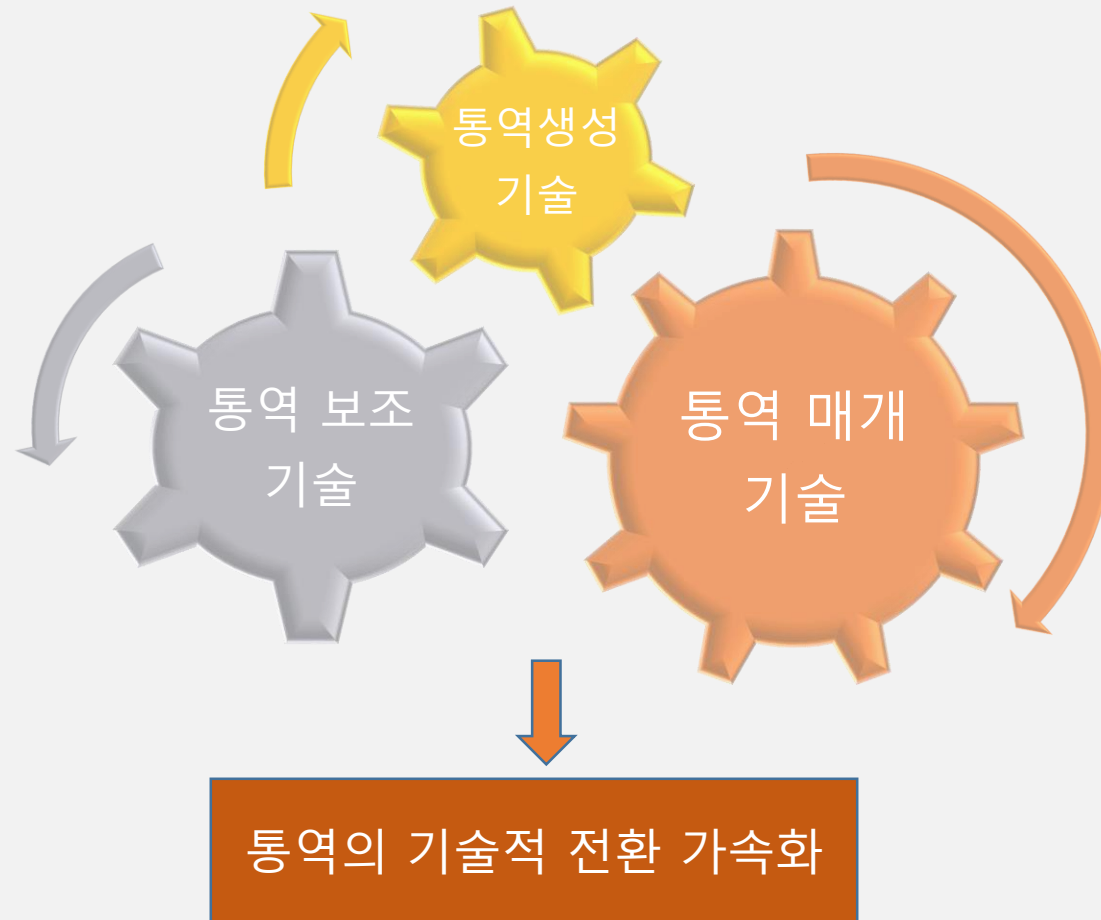 통역생성
기술
통역 보조
기술
통역 매개
기술
통역의 기술적 전환 가속화